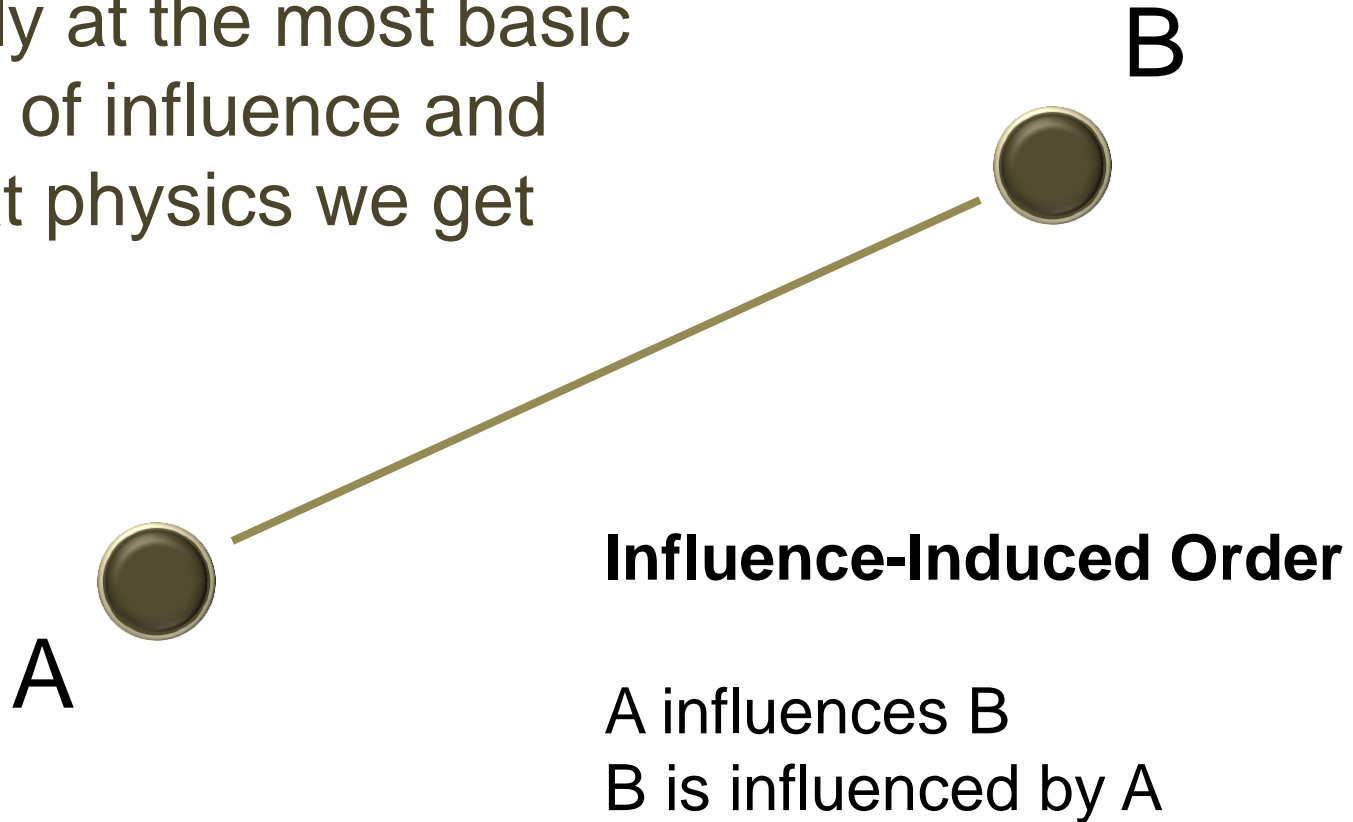 ly at the most basic
B
of influence and
t physics we get
Influence-Induced Order
A
A influences B
B is influenced by A